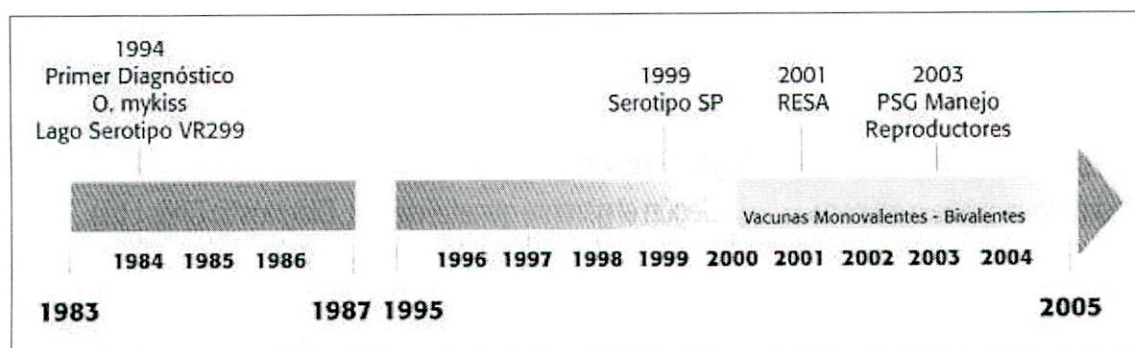 1994
Primer Diagnóstico
O. mykiss
Lago Serotipo VR299
1999
Serotipo SP
2001
RESA
2003
PSG Manejo
Reproductores
Vacunas Monovalentes - Bivalentes
1984 1985 1986 1996 1997 1998 1999 2000 2001 2002 2003 2004
1983 1987 1995 2005